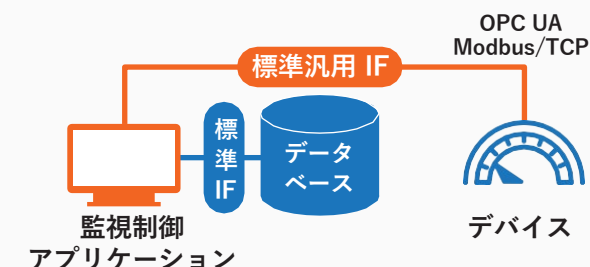 OPC UA
Modbus/TCP
標準汎用 IF
標
準
IF
データ
ベース
監視制御
アプリケーション
デバイス